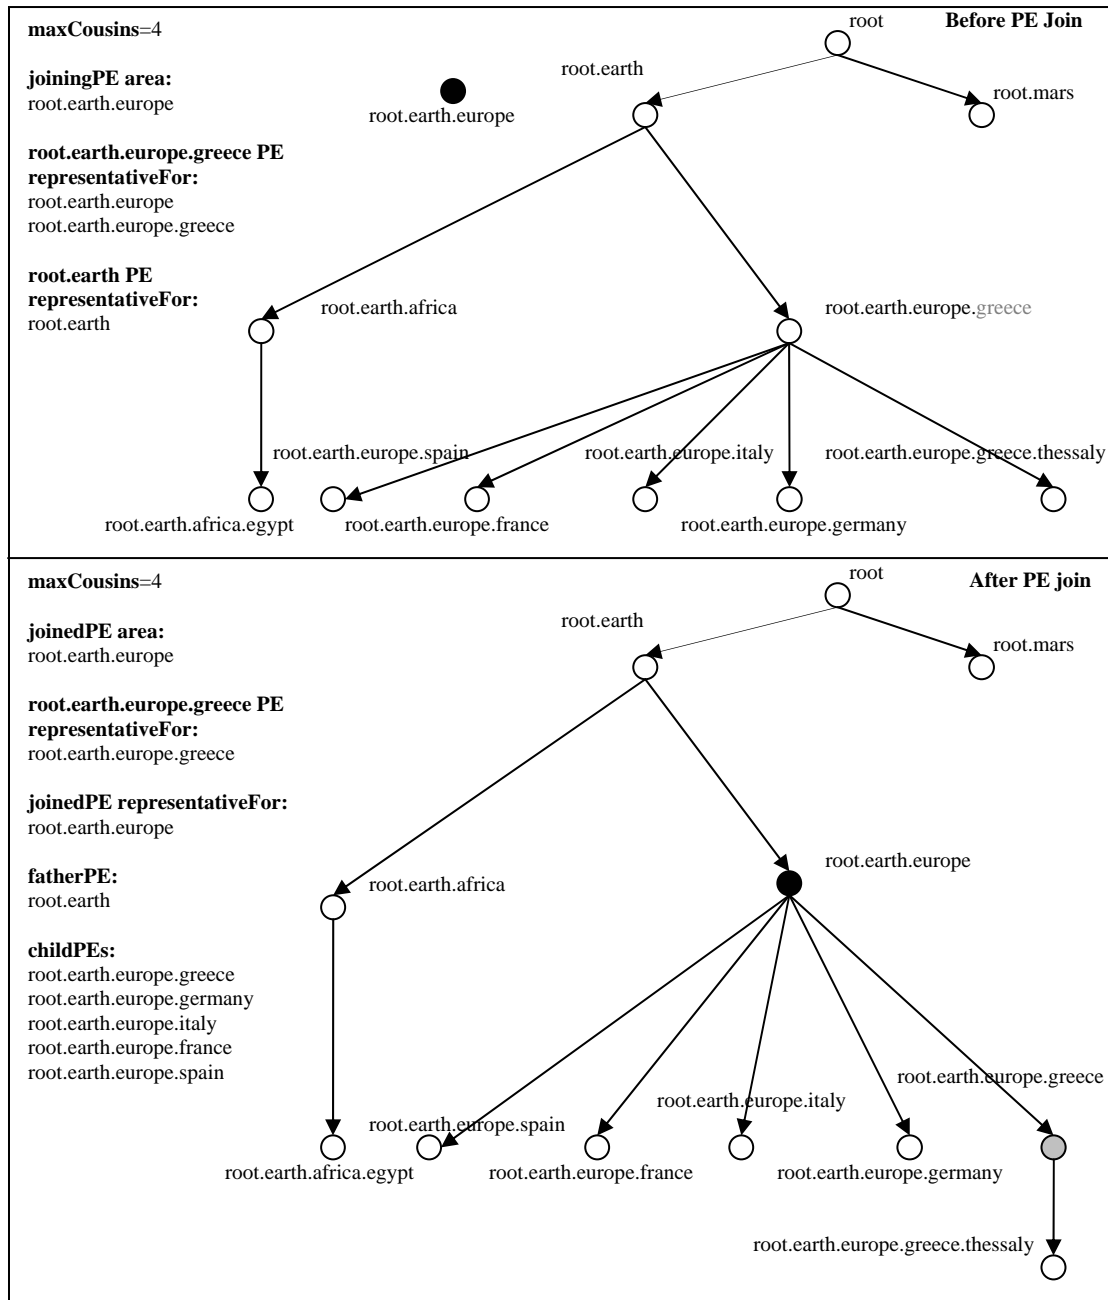 maxCousins=4
Before PE Join
joiningPE area:
root.earth.europe
root.earth.europe.greece PE
representativeFor:
root.earth.europe
root.earth.europe.greece
root.earth PE
representativeFor:
root.earth
root
root.earth
root.mars
root.earth.europe
root.earth.africa
root.earth.europe.greece
root.earth.europe.spain
root.earth.europe.italy
root.earth.europe.greece.thessaly
root.earth.africa.egypt
root.earth.europe.france
root.earth.europe.germany
maxCousins=4
After PE join
joinedPE area:
root.earth.europe
root.earth.europe.greece PE
representativeFor:
root.earth.europe.greece
joinedPE representativeFor:
root.earth.europe
fatherPE:
root.earth
childPEs:
root.earth.europe.greece
root.earth.europe.germany
root.earth.europe.italy
root.earth.europe.france
root.earth.europe.spain
root
root.earth
root.mars
root.earth.europe
root.earth.africa
root.earth.europe.greece
root.earth.europe.italy
root.earth.europe.spain
root.earth.africa.egypt
root.earth.europe.france
root.earth.europe.germany
root.earth.europe.greece.thessaly